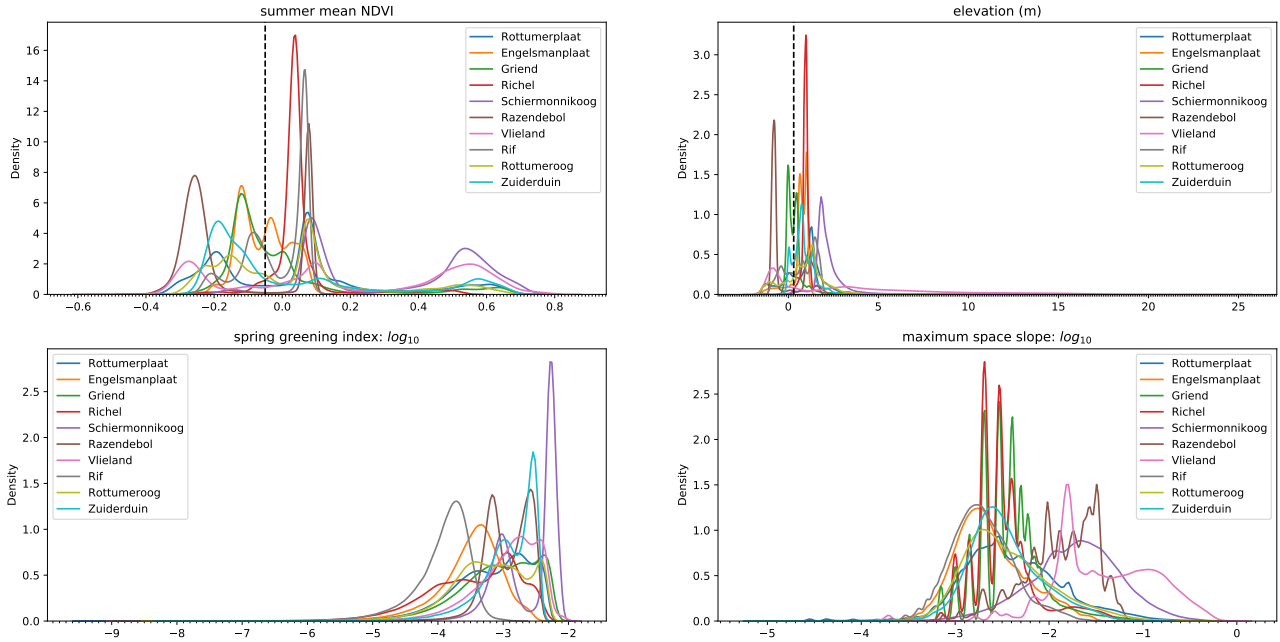 summer mean NDVI
Density
16
14
12
10
8
6
4
2
0
−0.6
−0.4
−0.2
0.0
0.2
0.4
0.6
0.8
Rottumerplaat
Engelsmanplaat
Griend
Richel
Schiermonnikoog
Razendebol
Vlieland
Rif
Rottumeroog
Zuiderduin
elevation (m)
Density
3.0
2.5
2.0
1.5
1.0
0.5
0.0
0
5
10
15
20
25
Rottumerplaat
Engelsmanplaat
Griend
Richel
Schiermonnikoog
Razendebol
Vlieland
Rif
Rottumeroog
Zuiderduin
spring greening index: log10
Density
2.5
2.0
1.5
1.0
0.5
0.0
−9
−8
−7
−6
−5
−4
−3
−2
Rottumerplaat
Engelsmanplaat
Griend
Richel
Schiermonnikoog
Razendebol
Vlieland
Rif
Rottumeroog
Zuiderduin
maximum space slope: log10
Density
2.5
2.0
1.5
1.0
0.5
0.0
−5
−4
−3
−2
−1
0
Rottumerplaat
Engelsmanplaat
Griend
Richel
Schiermonnikoog
Razendebol
Vlieland
Rif
Rottumeroog
Zuiderduin